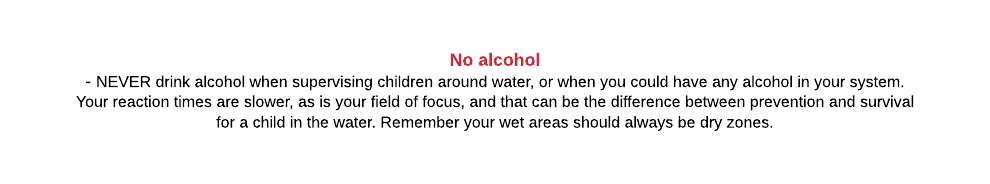 No alcohol
- NEVER drink alcohol when supervising children around water, or when you could have any alcohol in your system.
Your reaction times are slower, as is your field of focus, and that can be the difference between prevention and survival
for a child in the water. Remember your wet areas should always be dry zones.